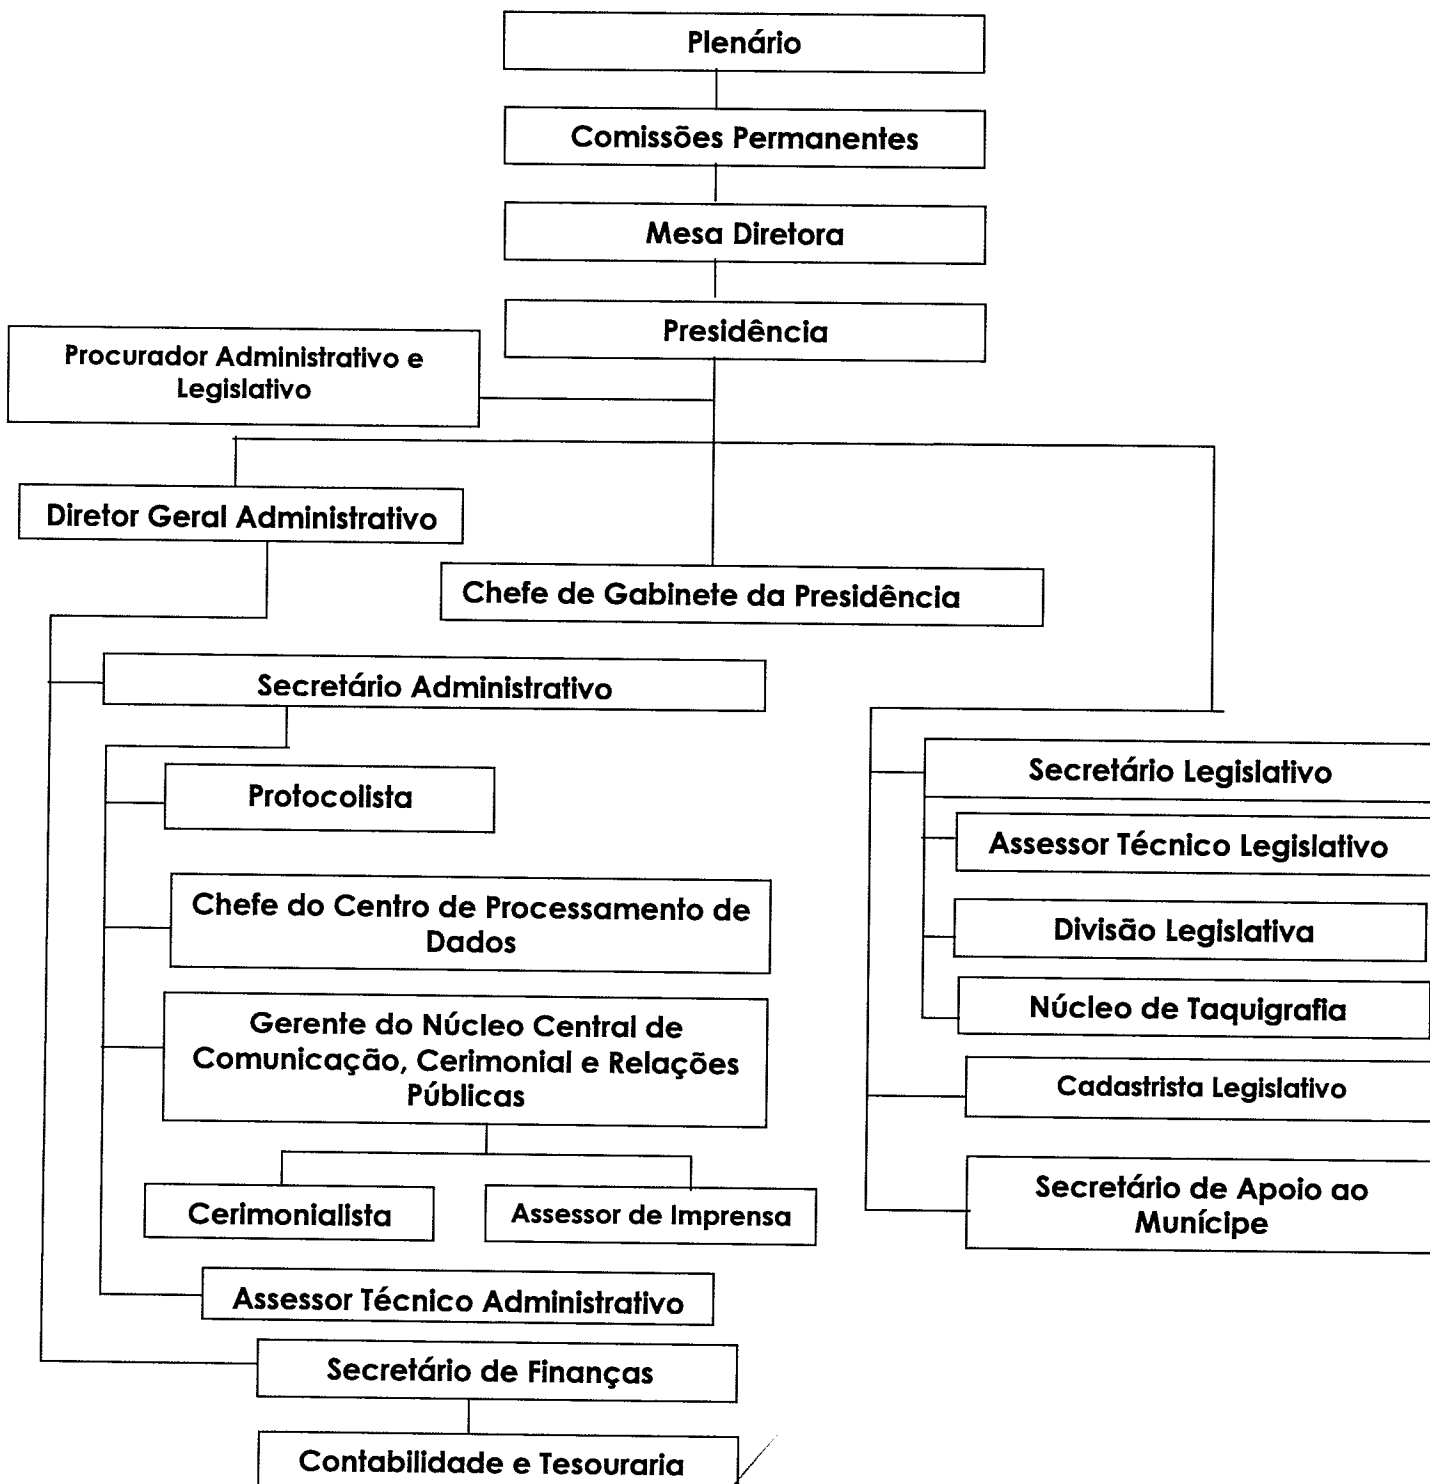 Plenário
Comissões Permanentes
Mesa Diretora
Presidência
Procurador Administrativo e
Legislativo
Diretor Geral Administrativo
Chefe de Gabinete da Presidência
Secretário Administrativo
Protocolista
Chefe do Centro de Processamento de
Dados
Gerente do Núcleo Central de
Comunicação, Cerimonial e Relações
Públicas
Cerimonialista
Assessor de Imprensa
Assessor Técnico Administrativo
Secretário de Finanças
Contabilidade e Tesouraria
Secretário Legislativo
Assessor Técnico Legislativo
Divisão Legislativa
Núcleo de Taquigrafia
Cadastrista Legislativo
Secretário de Apoio ao
Munícipe